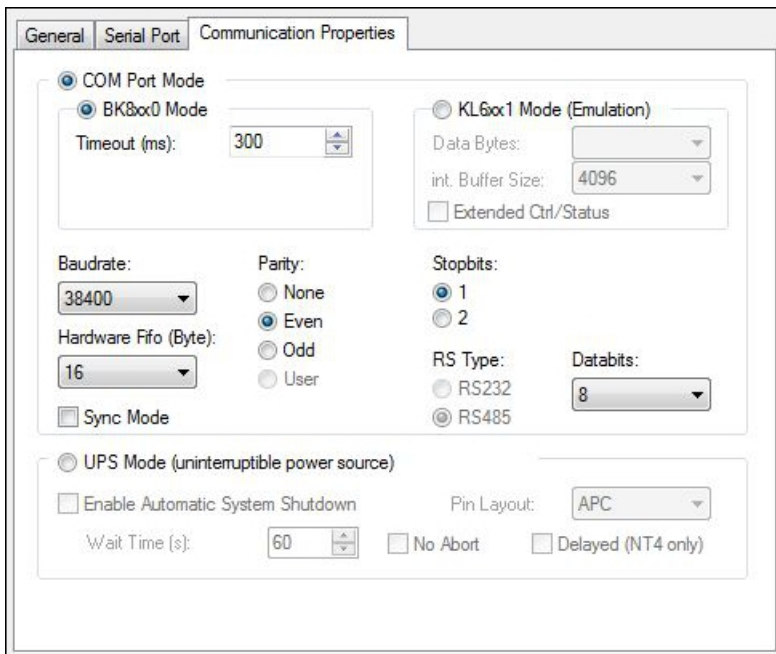 General Serial Port Communication Properties
COM Port Mode
BK8xx0 Mode
Timeout (ms): 300
KL6xx1 Mode (Emulation)
Data Bytes:
int. Buffer Size: 4096
Extended Ctrl/Status
Baudrate:
38400
Hardware Fifo (Byte):
16
Sync Mode
Parity:
None
Even
Odd
User
Stopbits:
1
2
RS Type:
RS232
RS485
Databits:
8
UPS Mode (uninterruptible power source)
Enable Automatic System Shutdown Pin Layout: APC
Wait Time (s): 60 No Abort Delayed (NT4 only)